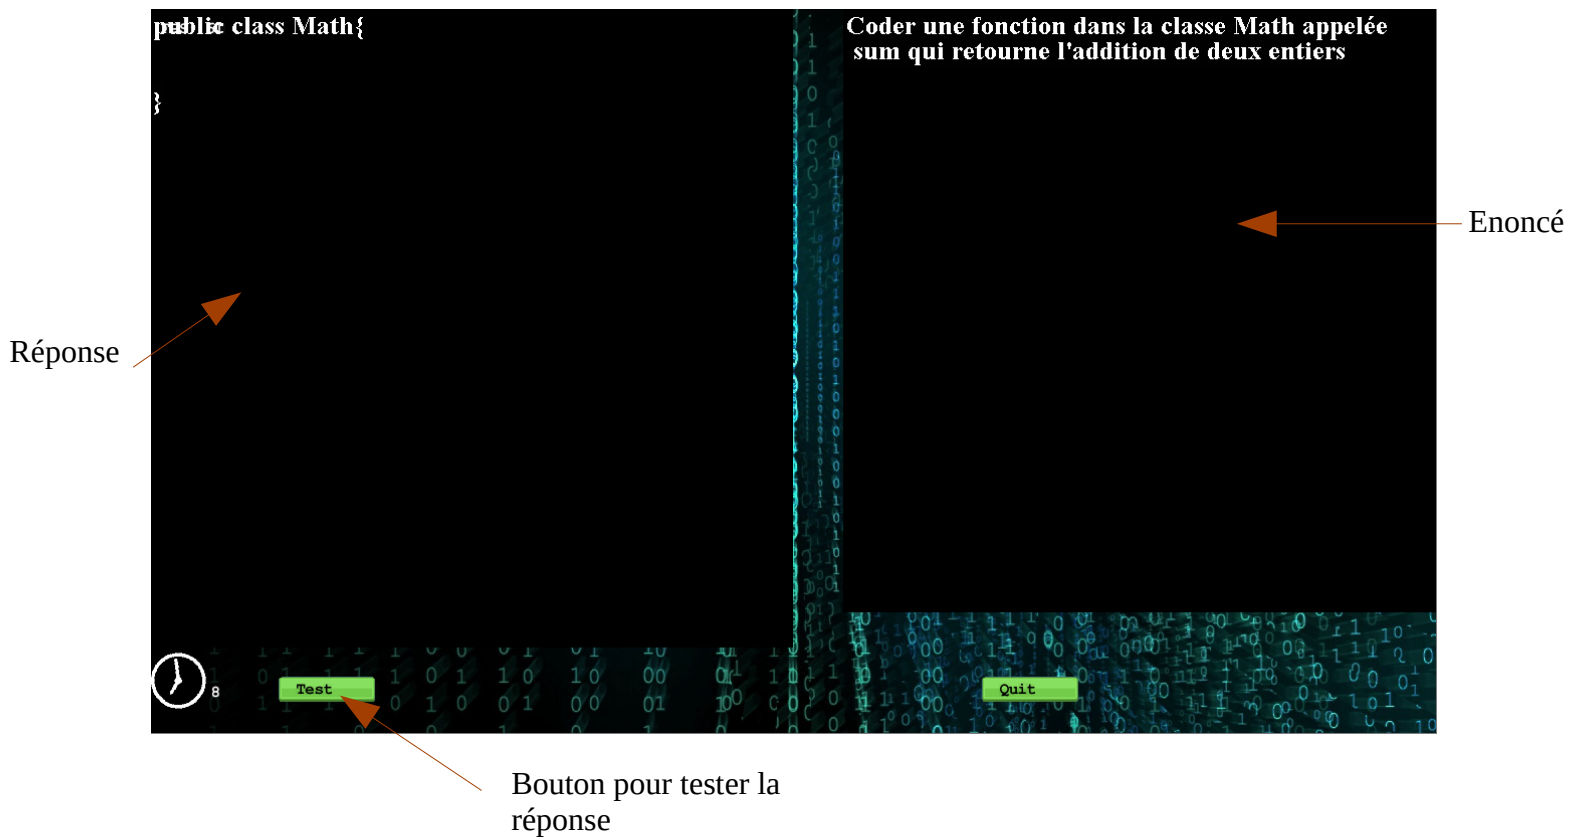 public class Math{
}
Coder une fonction dans la classe Math appelée
sum qui retourne l'addition de deux entiers
Enoncé
Réponse
8
Test
Quit
Bouton pour tester la
réponse